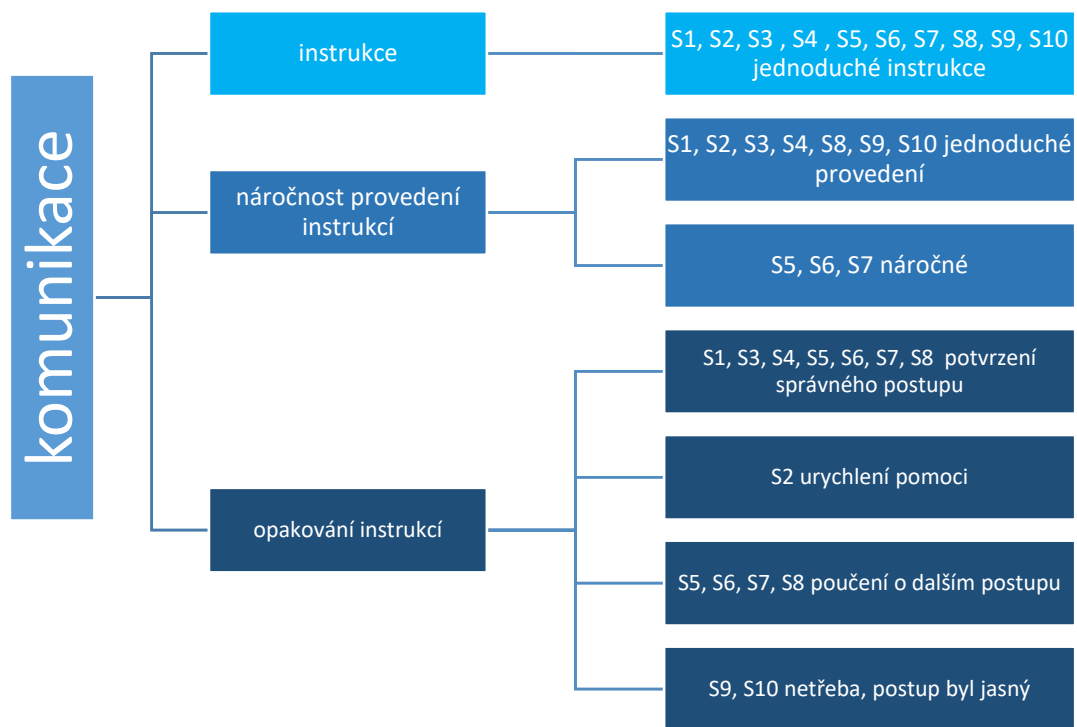 komunikace
instrukce
S1, S2, S3 , S4 , S5, S6, S7, S8, S9, S10
jednoduché instrukce
náročnost provedení
instrukcí
S1, S2, S3, S4, S8, S9, S10 jednoduché
provedení
S5, S6, S7 náročné
opakování instrukcí
S1, S3, S4, S5, S6, S7, S8  potvrzení
správného postupu
S2 urychlení pomoci
S5, S6, S7, S8 poučení o dalším postupu
S9, S10 netřeba, postup byl jasný